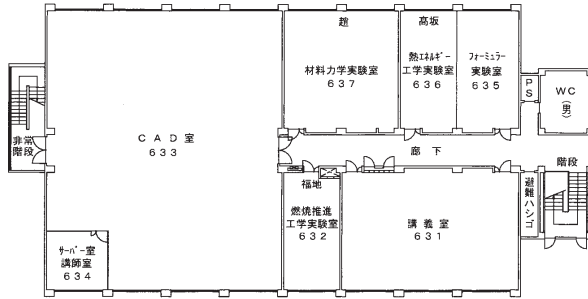 趙
材料力学実験室
637
高坂
熱エネルギー
工学実験室
636
フォーミュラー
実験室
635
PS
WC
(男)
非常
階段
CAD室
633
廊下
階段
避難ハシゴ
福地
燃焼推進
工学実験室
632
講義室
631
サーバー室
講師室
634